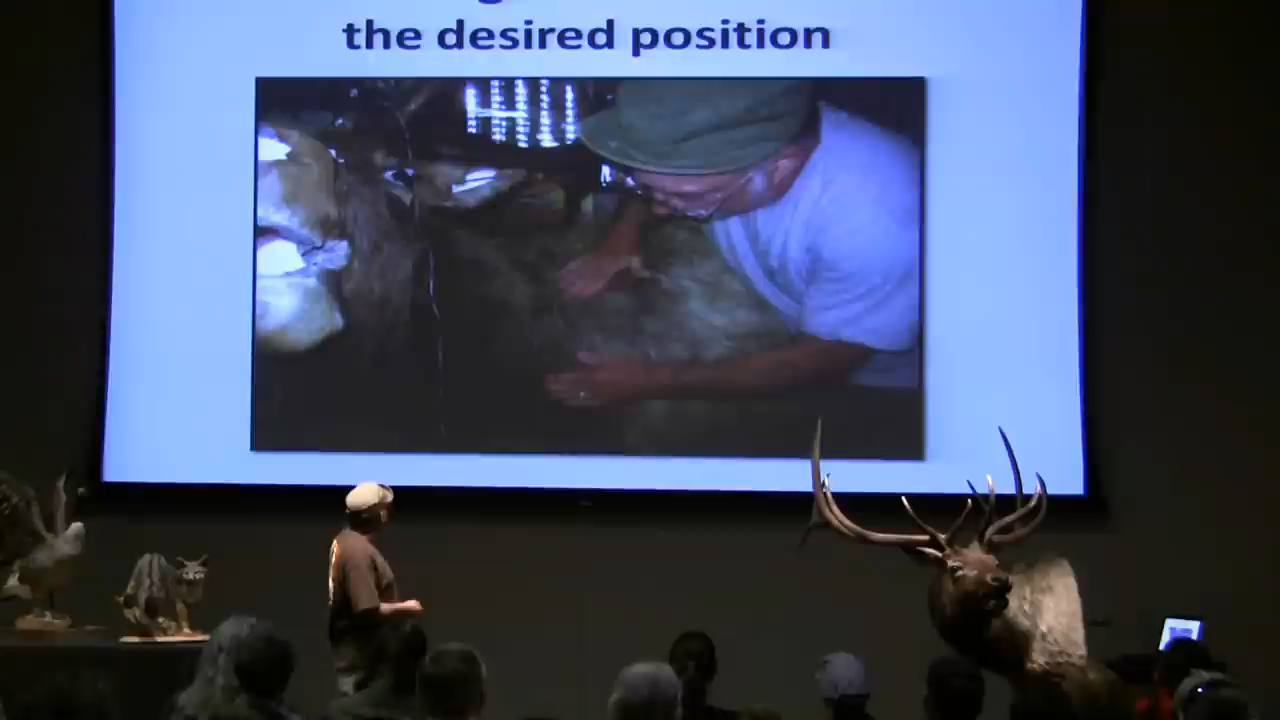 the desired position